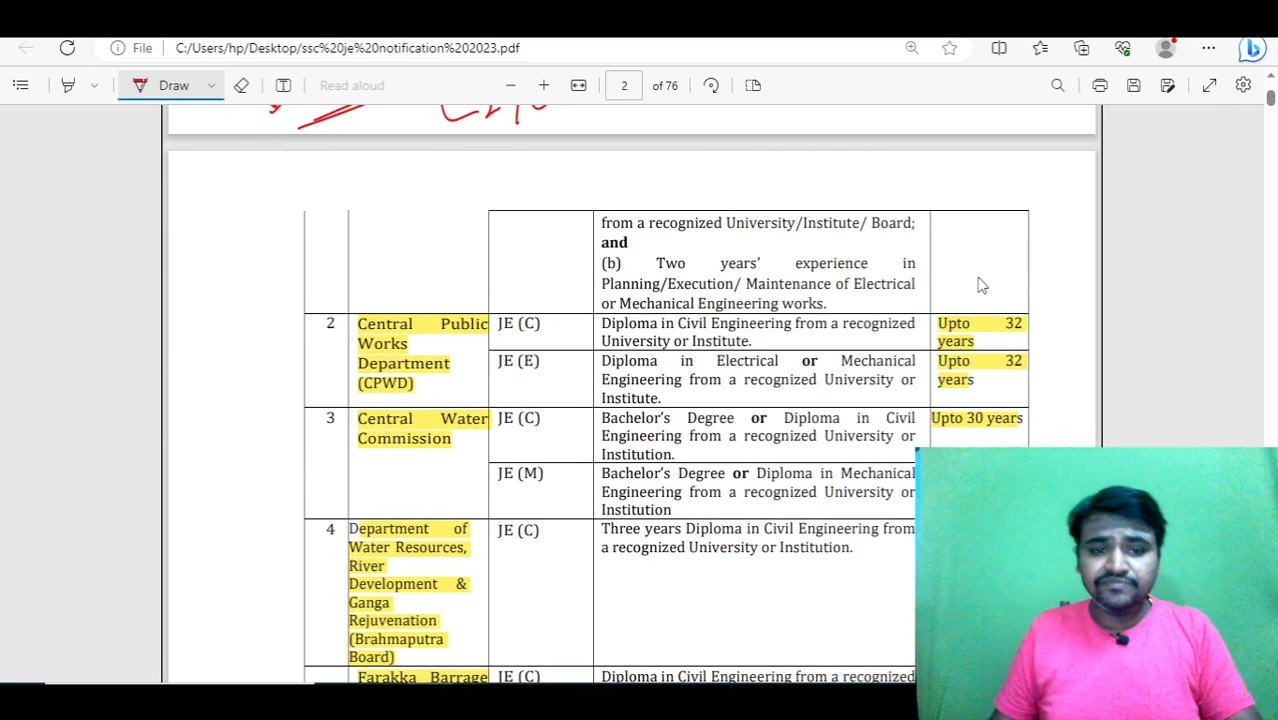 File
C:/Users/hp/Desktop/ssc%20je%20notification%202023.pdf
Draw
Read aloud
2
of 76
from a recognized University/Institute/ Board;
and
(b) Two years’ experience in
Planning/Execution/ Maintenance of Electrical
or Mechanical Engineering works.
2
Central Public
Works
Department
(CPWD)
JE (C)
Diploma in Civil Engineering from a recognized
University or Institute.
Upto 32
years
JE (E)
Diploma in Electrical or Mechanical
Engineering from a recognized University or
Institute.
Upto 32
years
3
Central Water
Commission
JE (C)
Bachelor’s Degree or Diploma in Civil
Engineering from a recognized University or
Institution.
Upto 30 years
JE (M)
Bachelor’s Degree or Diploma in Mechanical
Engineering from a recognized University or
Institution
4
Department of
Water Resources,
River
Development &
Ganga
Rejuvenation
(Brahmaputra
Board)
JE (C)
Three years Diploma in Civil Engineering from
a recognized University or Institution.
Farakka Barrage
JE (C)
Diploma in Civil Engineering from a recognized